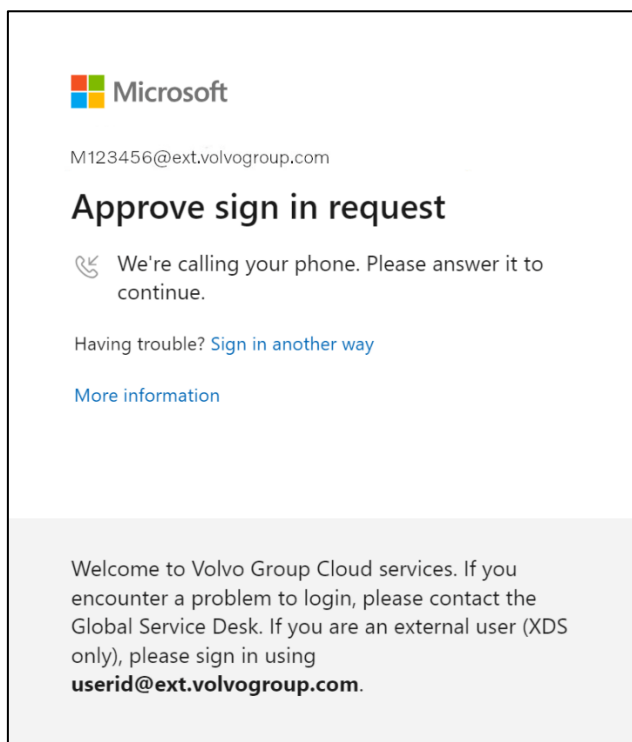 Microsoft
M123456@ext.volvogroup.com
Approve sign in request
We're calling your phone. Please answer it to
continue.
Having trouble? Sign in another way
More information
Welcome to Volvo Group Cloud services. If you
encounter a problem to login, please contact the
Global Service Desk. If you are an external user (XDS
only), please sign in using
userid@ext.volvogroup.com.